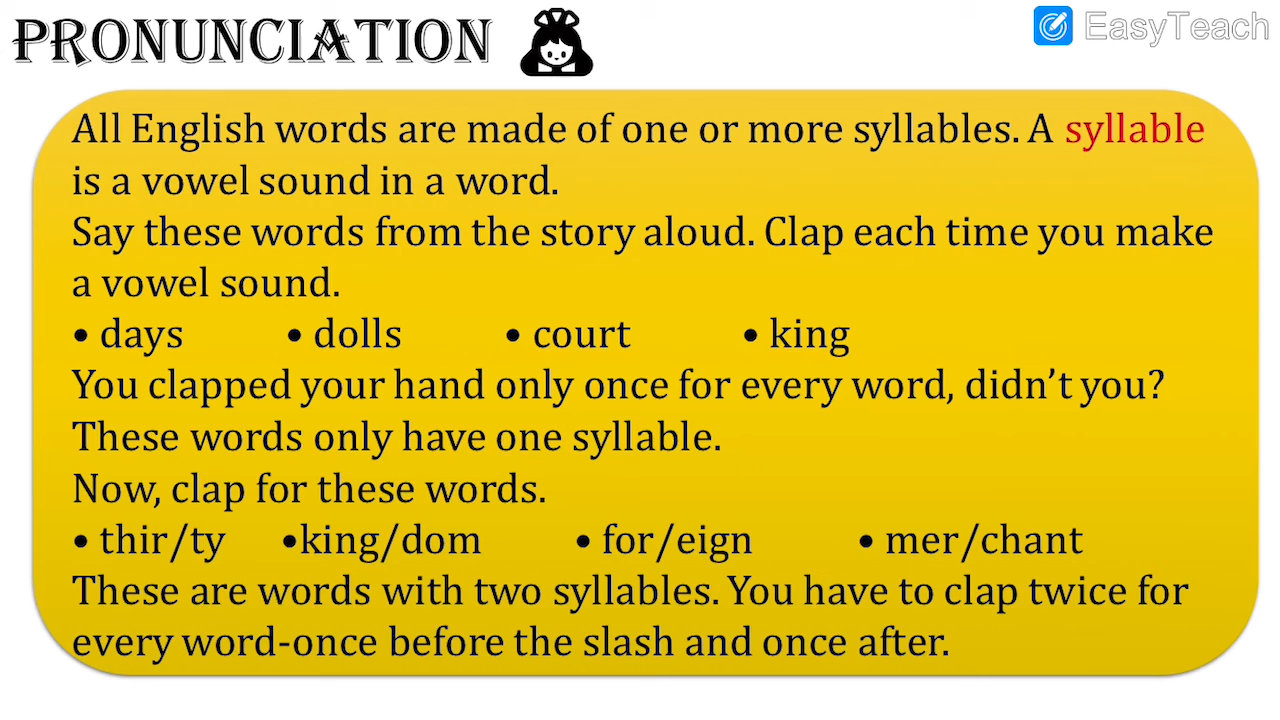 PRONUNCIATION
EasyTeach
All English words are made of one or more syllables. A syllable
is a vowel sound in a word.
Say these words from the story aloud. Clap each time you make
a vowel sound.
• days • dolls • court • king
You clapped your hand only once for every word, didn’t you?
These words only have one syllable.
Now, clap for these words.
• thir/ty •king/dom • for/eign • mer/chant
These are words with two syllables. You have to clap twice for
every word-once before the slash and once after.